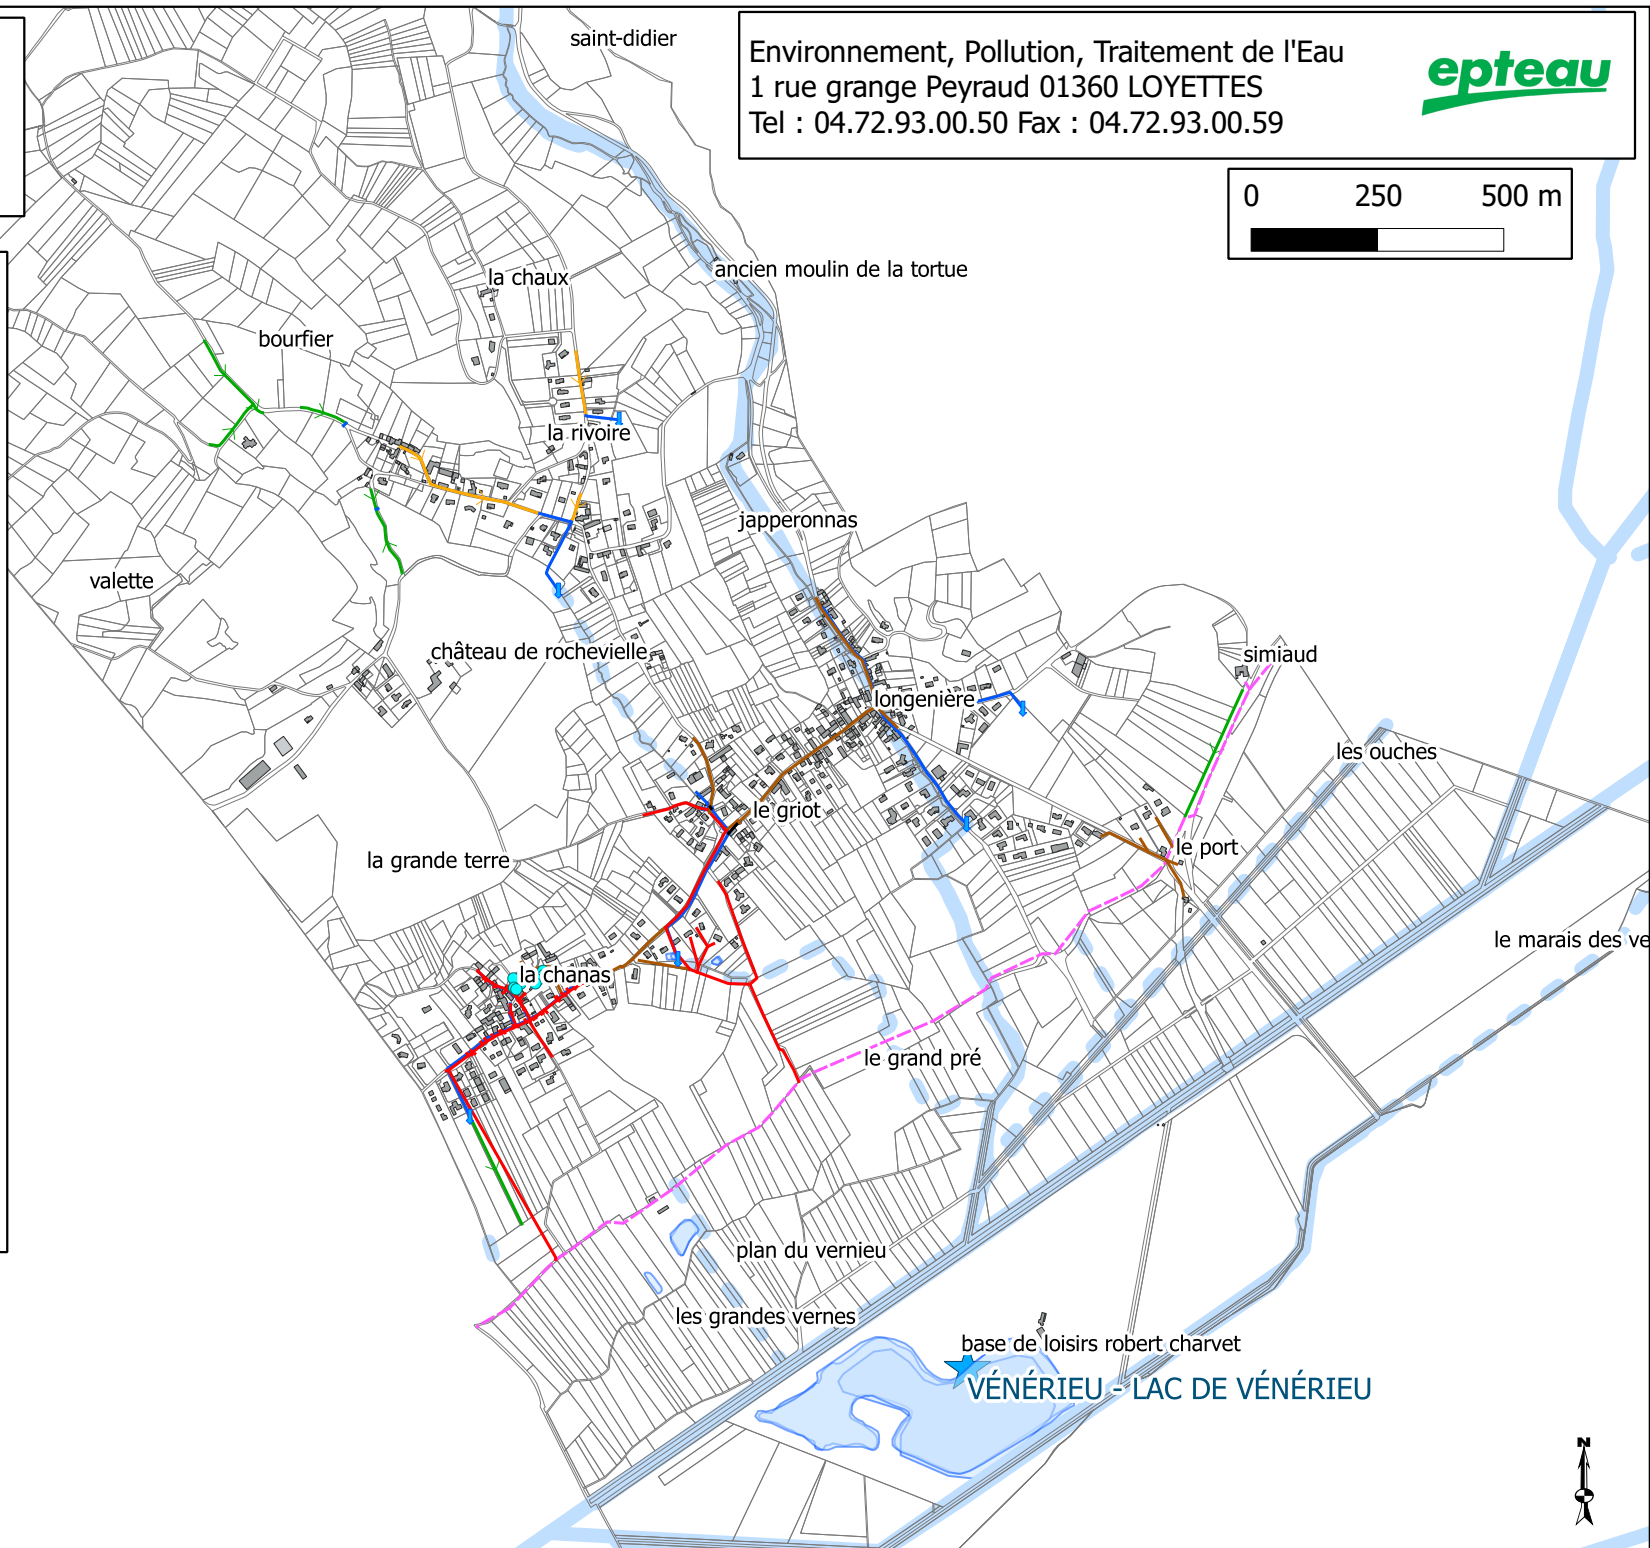 saint-didier
Environnement, Pollution, Traitement de l'Eau
1 rue grange Peyraud 01360 LOYETTES
Tel : 04.72.93.00.50 Fax : 04.72.93.00.59
epteau
0 250 500 m
la chaux
ancien moulin de la tortue
bourfier
la rivoire
japperonnas
valette
château de rochevielle
simiaud
longenière
les ouches
le griot
le port
la grande terre
le marais des ve
la chanas
le grand pré
plan du vernieu
les grandes vernes
base de loisirs robert charvet
VÉNÉRIEU - LAC DE VÉNÉRIEU
N